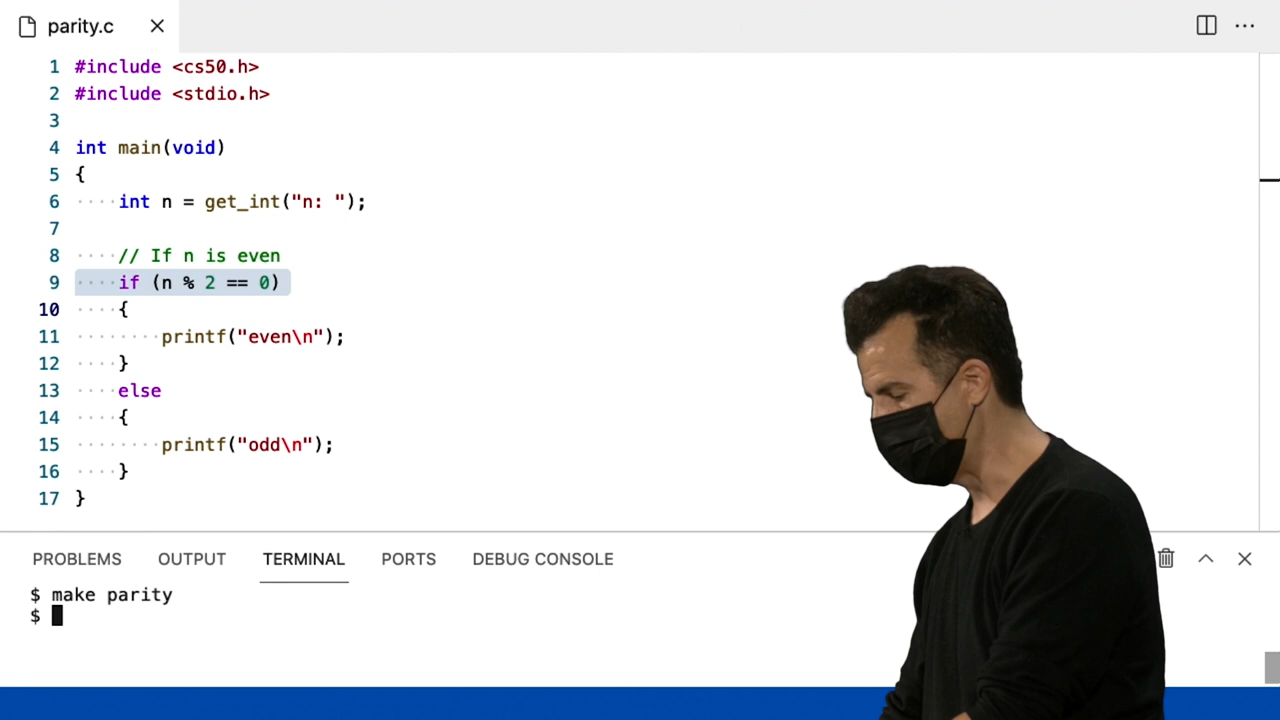 parity.c
1 #include <cs50.h>
2 #include <stdio.h>
3
4 int main(void)
5 {
6 ····int n = get_int("n: ");
7
8 ····// If n is even
9 ····if (n % 2 == 0)
10 ····{
11 ········printf("even\n");
12 ····}
13 ····else
14 ····{
15 ········printf("odd\n");
16 ····}
17 }
PROBLEMS OUTPUT TERMINAL PORTS DEBUG CONSOLE
$ make parity
$